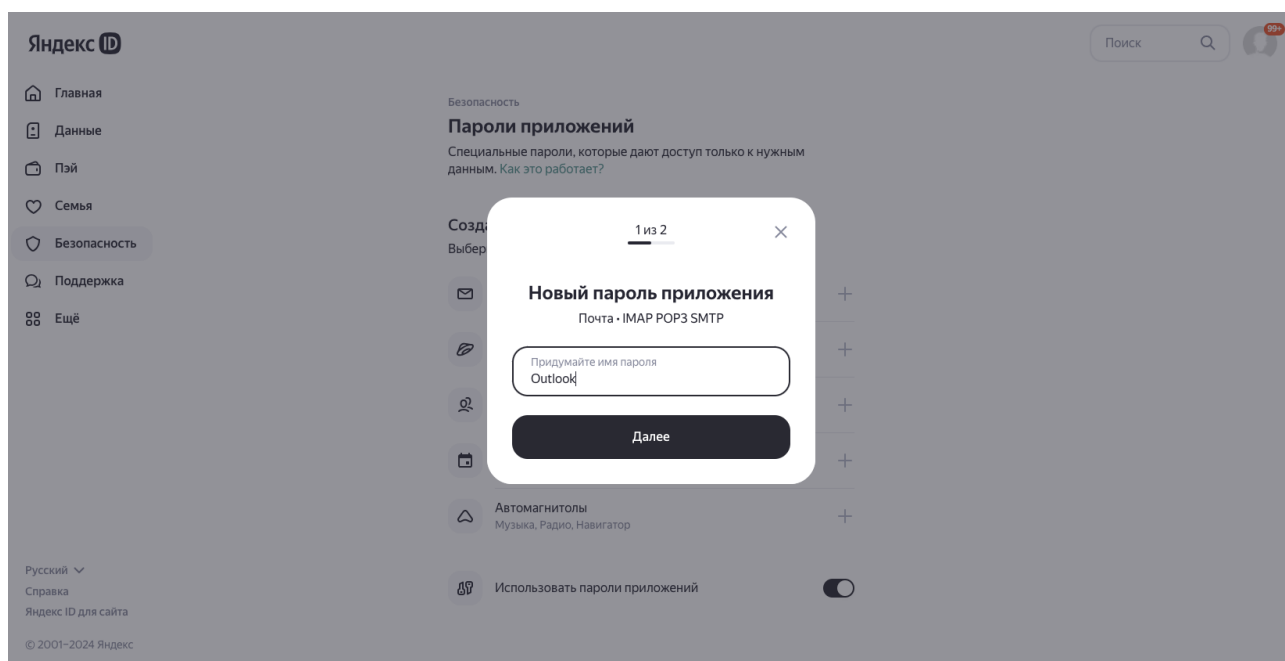 Яндекс ID
Поиск
99+
Главная
Данные
Пэй
Семья
Безопасность
Поддержка
Ещё
Безопасность
Пароли приложений
Специальные пароли, которые дают доступ только к нужным
данным. Как это работает?
Созд
Выбер
1 из 2
Новый пароль приложения
Почта • IMAP POP3 SMTP
Придумайте имя пароля
Outlook
Далее
Автомагнитолы
Музыка, Радио, Навигатор
Использовать пароли приложений
Русский
Справка
Яндекс ID для сайта
© 2001–2024 Яндекс